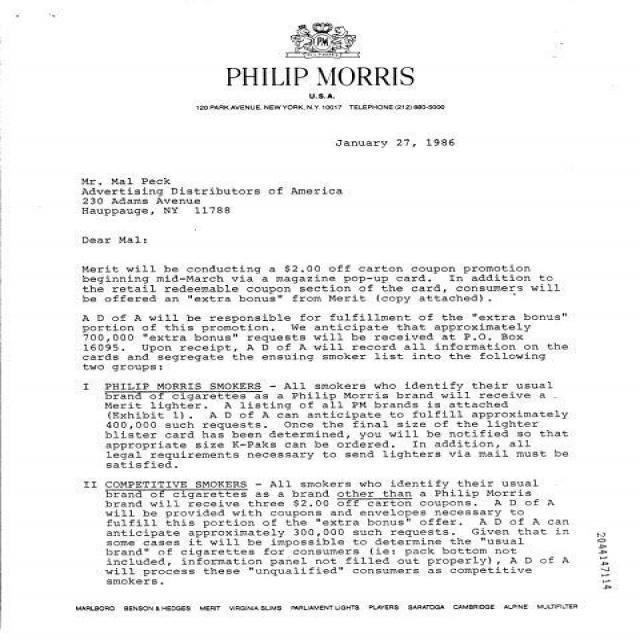 PM
PHILIP MORRIS
U.S.A.
120 PARK AVENUE, NEW YORK, N.Y. 10017 TELEPHONE (212) 880-5000
January 27, 1986
Mr. Mal Peck
Advertising Distributors of America
230 Adams Avenue
Hauppauge, NY 11788
Dear Mal:
Merit will be conducting a $2.00 off carton coupon promotion
beginning mid-March via a magazine pop-up card. In addition to
the retail redeemable coupon section of the card, consumers will
be offered an "extra bonus" from Merit (copy attached).
A D of A will be responsible for fulfillment of the "extra bonus"
portion of this promotion. We anticipate that approximately
700,000 "extra bonus" requests will be received at P.O. Box
16095. Upon receipt, A D of A will record all information on the
cards and segregate the ensuing smoker list into the following
two groups:
I PHILIP MORRIS SMOKERS - All smokers who identify their usual
brand of cigarettes as a Philip Morris brand will receive a
Merit lighter. A listing of all PM brands is attached
(Exhibit 1). A D of A can anticipate to fulfill approximately
400,000 such requests. Once the final size of the lighter
blister card has been determined, you will be notified so that
appropriate size K-Paks can be ordered. In addition, all
legal requirements necessary to send lighters via mail must be
satisfied.
II COMPETITIVE SMOKERS - All smokers who identify their usual
brand of cigarettes as a brand other than a Philip Morris
brand will receive three $2.00 off carton coupons. A D of A
will be provided with coupons and envelopes necessary to
fulfill this portion of the "extra bonus" offer. A D of A can
anticipate approximately 300,000 such requests. Given that in
some cases it will be impossible to determine the "usual
brand" of cigarettes for consumers (ie: pack bottom not
included, information panel not filled out properly), A D of A
will process these "unqualified" consumers as competitive
smokers.
2044147114
MARLBORO BENSON & HEDGES MERIT VIRGINIA SLIMS PARLIAMENT LIGHTS PLAYERS SARATOGA CAMBRIDGE ALPINE MULTIFILTER